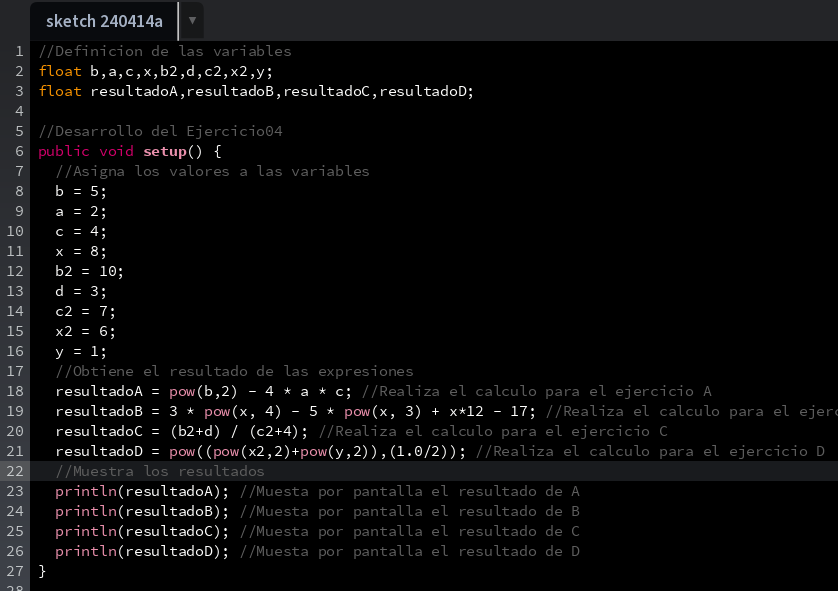 sketch 240414a
1 //Definicion de las variables
2 float b,a,c,x,b2,d,c2,x2,y;
3 float resultadoA,resultadoB,resultadoC,resultadoD;
4
5 //Desarrollo del Ejercicio04
6 public void setup() {
7 //Asigna los valores a las variables
8 b = 5;
9 a = 2;
10 c = 4;
11 x = 8;
12 b2 = 10;
13 d = 3;
14 c2 = 7;
15 x2 = 6;
16 y = 1;
17 //Obtiene el resultado de las expresiones
18 resultadoA = pow(b,2) - 4 * a * c; //Realiza el calculo para el ejercicio A
19 resultadoB = 3 * pow(x, 4) - 5 * pow(x, 3) + x*12 - 17; //Realiza el calculo para el ejerc
20 resultadoC = (b2+d) / (c2+4); //Realiza el calculo para el ejercicio C
21 resultadoD = pow((pow(x2,2)+pow(y,2)),(1.0/2)); //Realiza el calculo para el ejercicio D
22 //Muestra los resultados
23 println(resultadoA); //Muesta por pantalla el resultado de A
24 println(resultadoB); //Muesta por pantalla el resultado de B
25 println(resultadoC); //Muesta por pantalla el resultado de C
26 println(resultadoD); //Muesta por pantalla el resultado de D
27 }
28